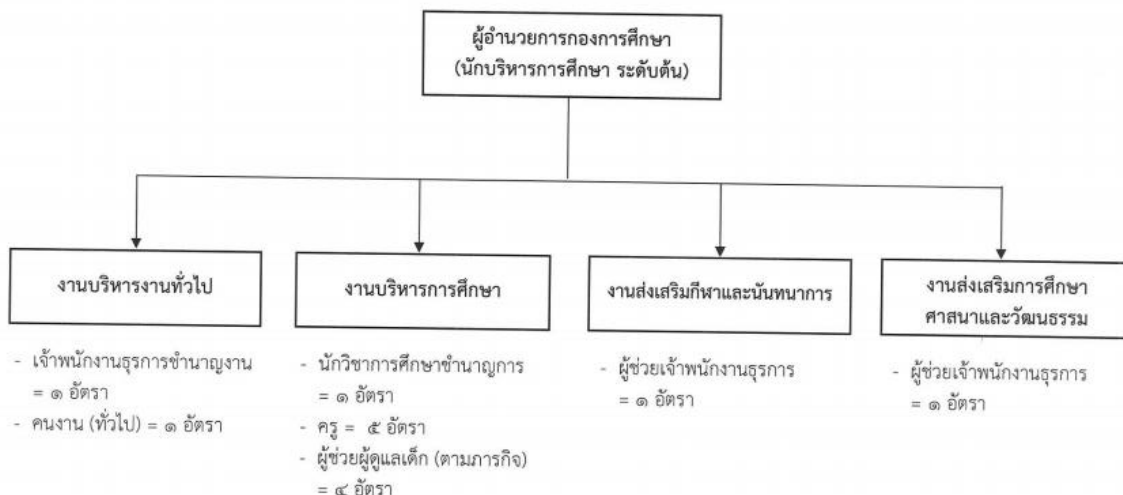 ผู้อำนวยการกองการศึกษา
(นักบริหารการศึกษา ระดับต้น)
งานบริหารงานทั่วไป
- เจ้าพนักงานธุรการชำนาญงาน
= ๑ อัตรา
- คนงาน (ทั่วไป) = ๑ อัตรา
งานบริหารการศึกษา
- นักวิชาการศึกษาชำนาญการ
= ๑ อัตรา
- ครู = ๕ อัตรา
- ผู้ช่วยผู้ดูแลเด็ก (ตามภารกิจ)
= ๔ อัตรา
งานส่งเสริมกีฬาและนันทนาการ
- ผู้ช่วยเจ้าพนักงานธุรการ
= ๑ อัตรา
งานส่งเสริมการศึกษา
ศาสนาและวัฒนธรรม
- ผู้ช่วยเจ้าพนักงานธุรการ
= ๑ อัตรา